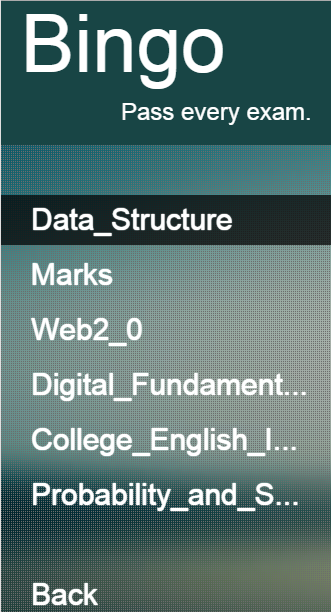 Bingo
Pass every exam.
Data_Structure
Marks
Web2_0
Digital_Fundament...
College_English_I...
Probability_and_S...
Back